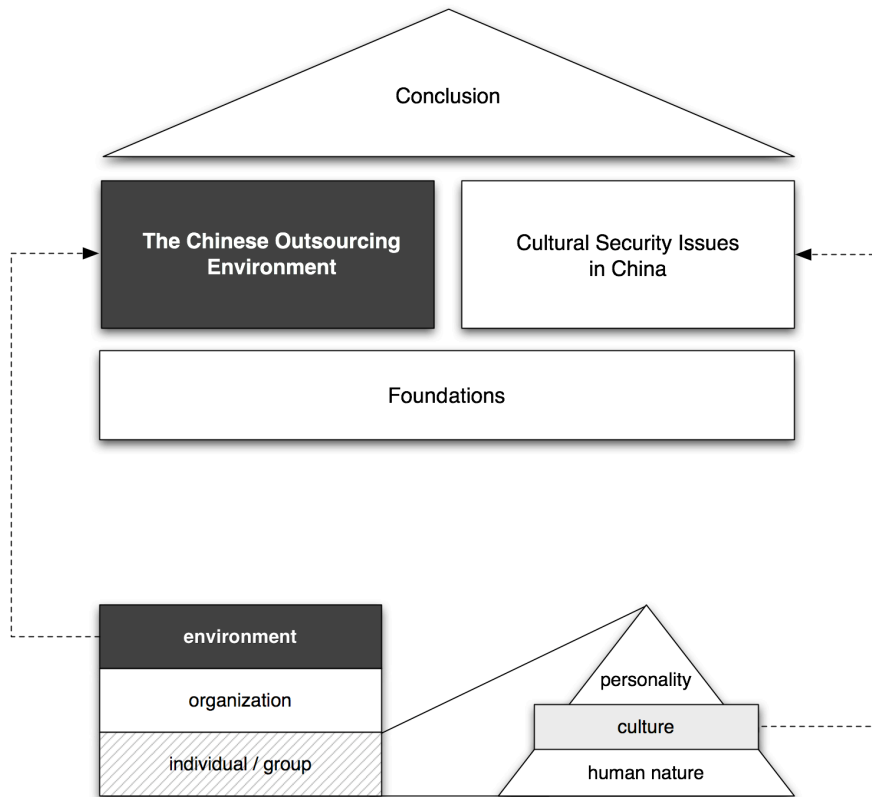 Conclusion
The Chinese Outsourcing
Environment
Cultural Security Issues
in China
Foundations
environment
organization
individual / group
personality
culture
human nature